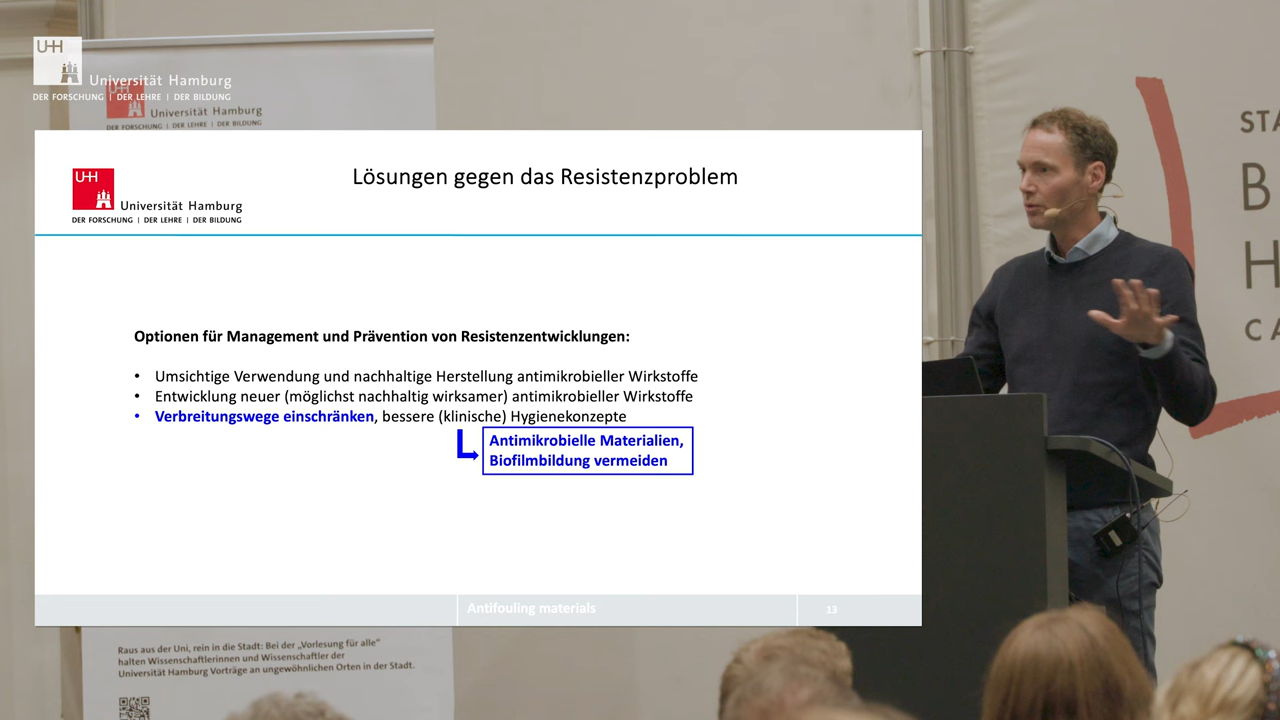 UHH
Universität Hamburg
DER FORSCHUNG | DER LEHRE | DER BILDUNG
Universität Hamburg
DER FORSCHUNG | DER LEHRE | DER BILDUNG
UHH
Universität Hamburg
DER FORSCHUNG | DER LEHRE | DER BILDUNG
Lösungen gegen das Resistenzproblem
Optionen für Management und Prävention von Resistenzentwicklungen:
• Umsichtige Verwendung und nachhaltige Herstellung antimikrobieller Wirkstoffe
• Entwicklung neuer (möglichst nachhaltig wirksamer) antimikrobieller Wirkstoffe
• Verbreitungswege einschränken, bessere (klinische) Hygienekonzepte
Antimikrobielle Materialien,
Biofilmbildung vermeiden
Antifouling materials
13
Raus aus der Uni, rein in die Stadt: Bei der „Vorlesung für alle"
halten Wissenschaftlerinnen und Wissenschaftler der
Universität Hamburg Vorträge an ungewöhnlichen Orten in der Stadt.
STA
B
H
CA